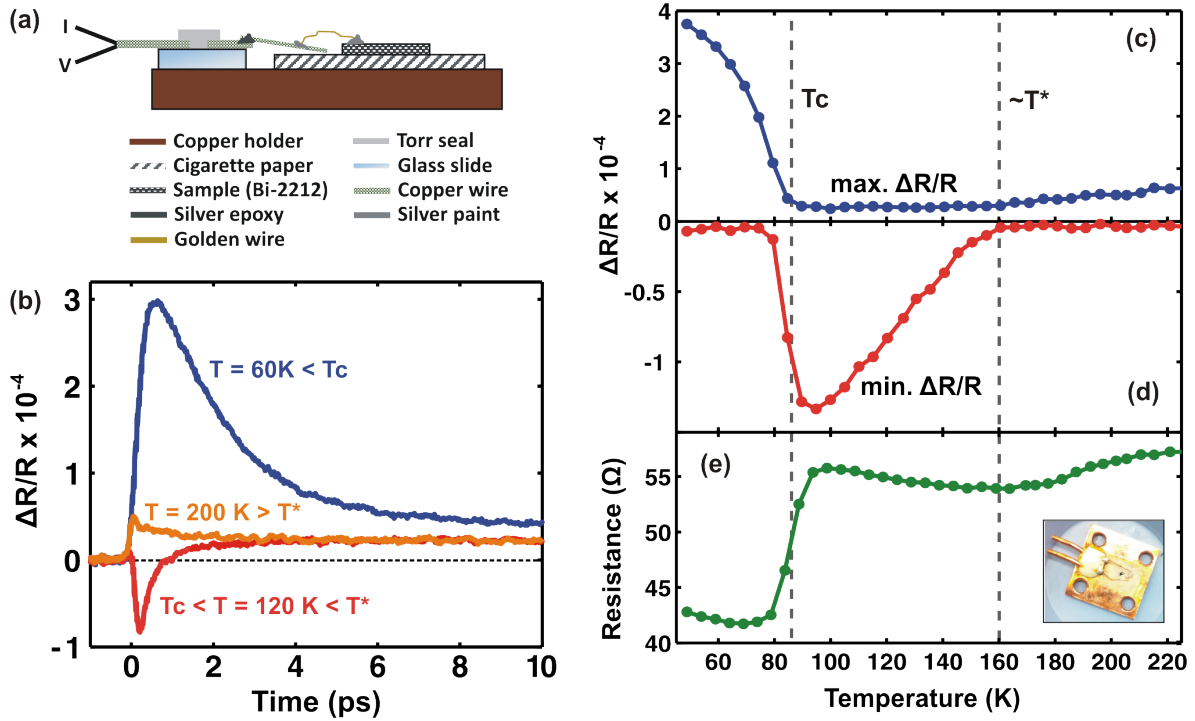 (a)
I
V
Copper holder
Cigarette paper
Sample (Bi-2212)
Silver epoxy
Golden wire
Torr seal
Glass slide
Copper wire
Silver paint
(b)
ΔR/R x 10⁻⁴
3
2
1
0
-1
T = 60K < Tc
T = 200 K > T*
Tc < T = 120 K < T*
0 2 4 6 8 10
Time (ps)
(c)
ΔR/R x 10⁻⁴
4
3
2
1
0
Tc
~T*
max. ΔR/R
0
-0.5
-1
min. ΔR/R
(d)
(e)
Resistance (Ω)
55
50
45
40
60 80 100 120 140 160 180 200 220
Temperature (K)